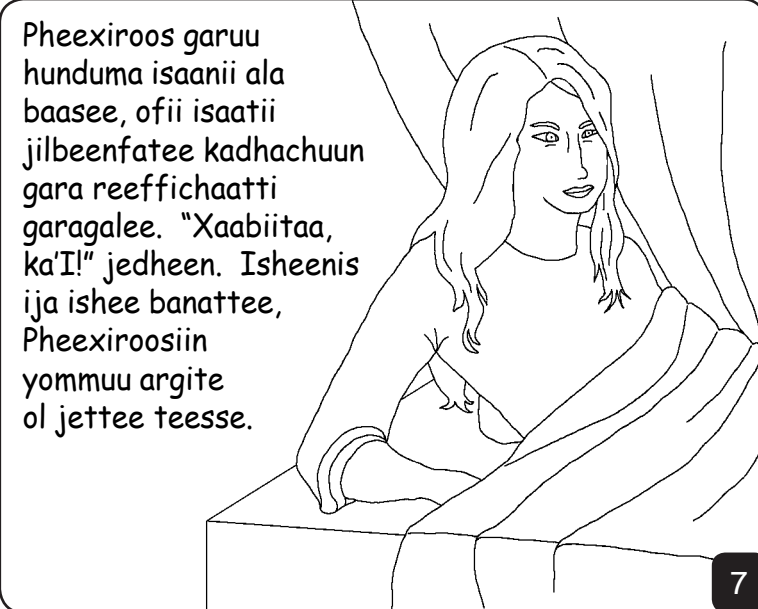 Pheexiroos garuu
hunduma isaanii ala
baasee, ofii isaatii
jilbeenfatee kadhachuun
gara reeffichaatti
garagalee.  “Xaabiitaa,
ka’I!” jedheen.  Isheenis
ija ishee banattee,
Pheexiroosiin
yommuu argite
ol jettee teesse.
7